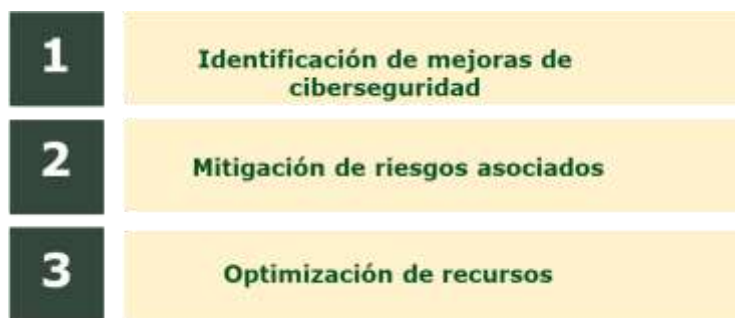 1
Identificación de mejoras de
ciberseguridad
2
Mitigación de riesgos asociados
3
Optimización de recursos